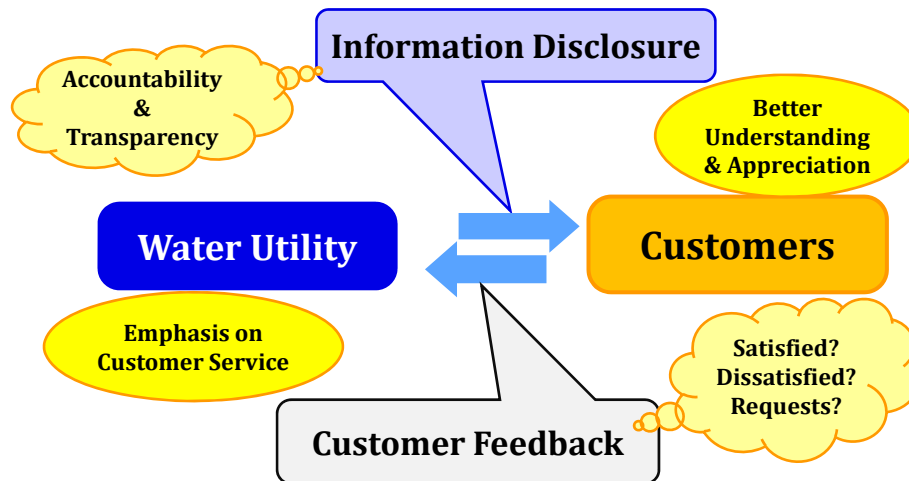 Information Disclosure
Accountability
&
Transparency
Better
Understanding
& Appreciation
Water Utility
Customers
Emphasis on
Customer Service
Satisfied?
Dissatisfied?
Requests?
Customer Feedback